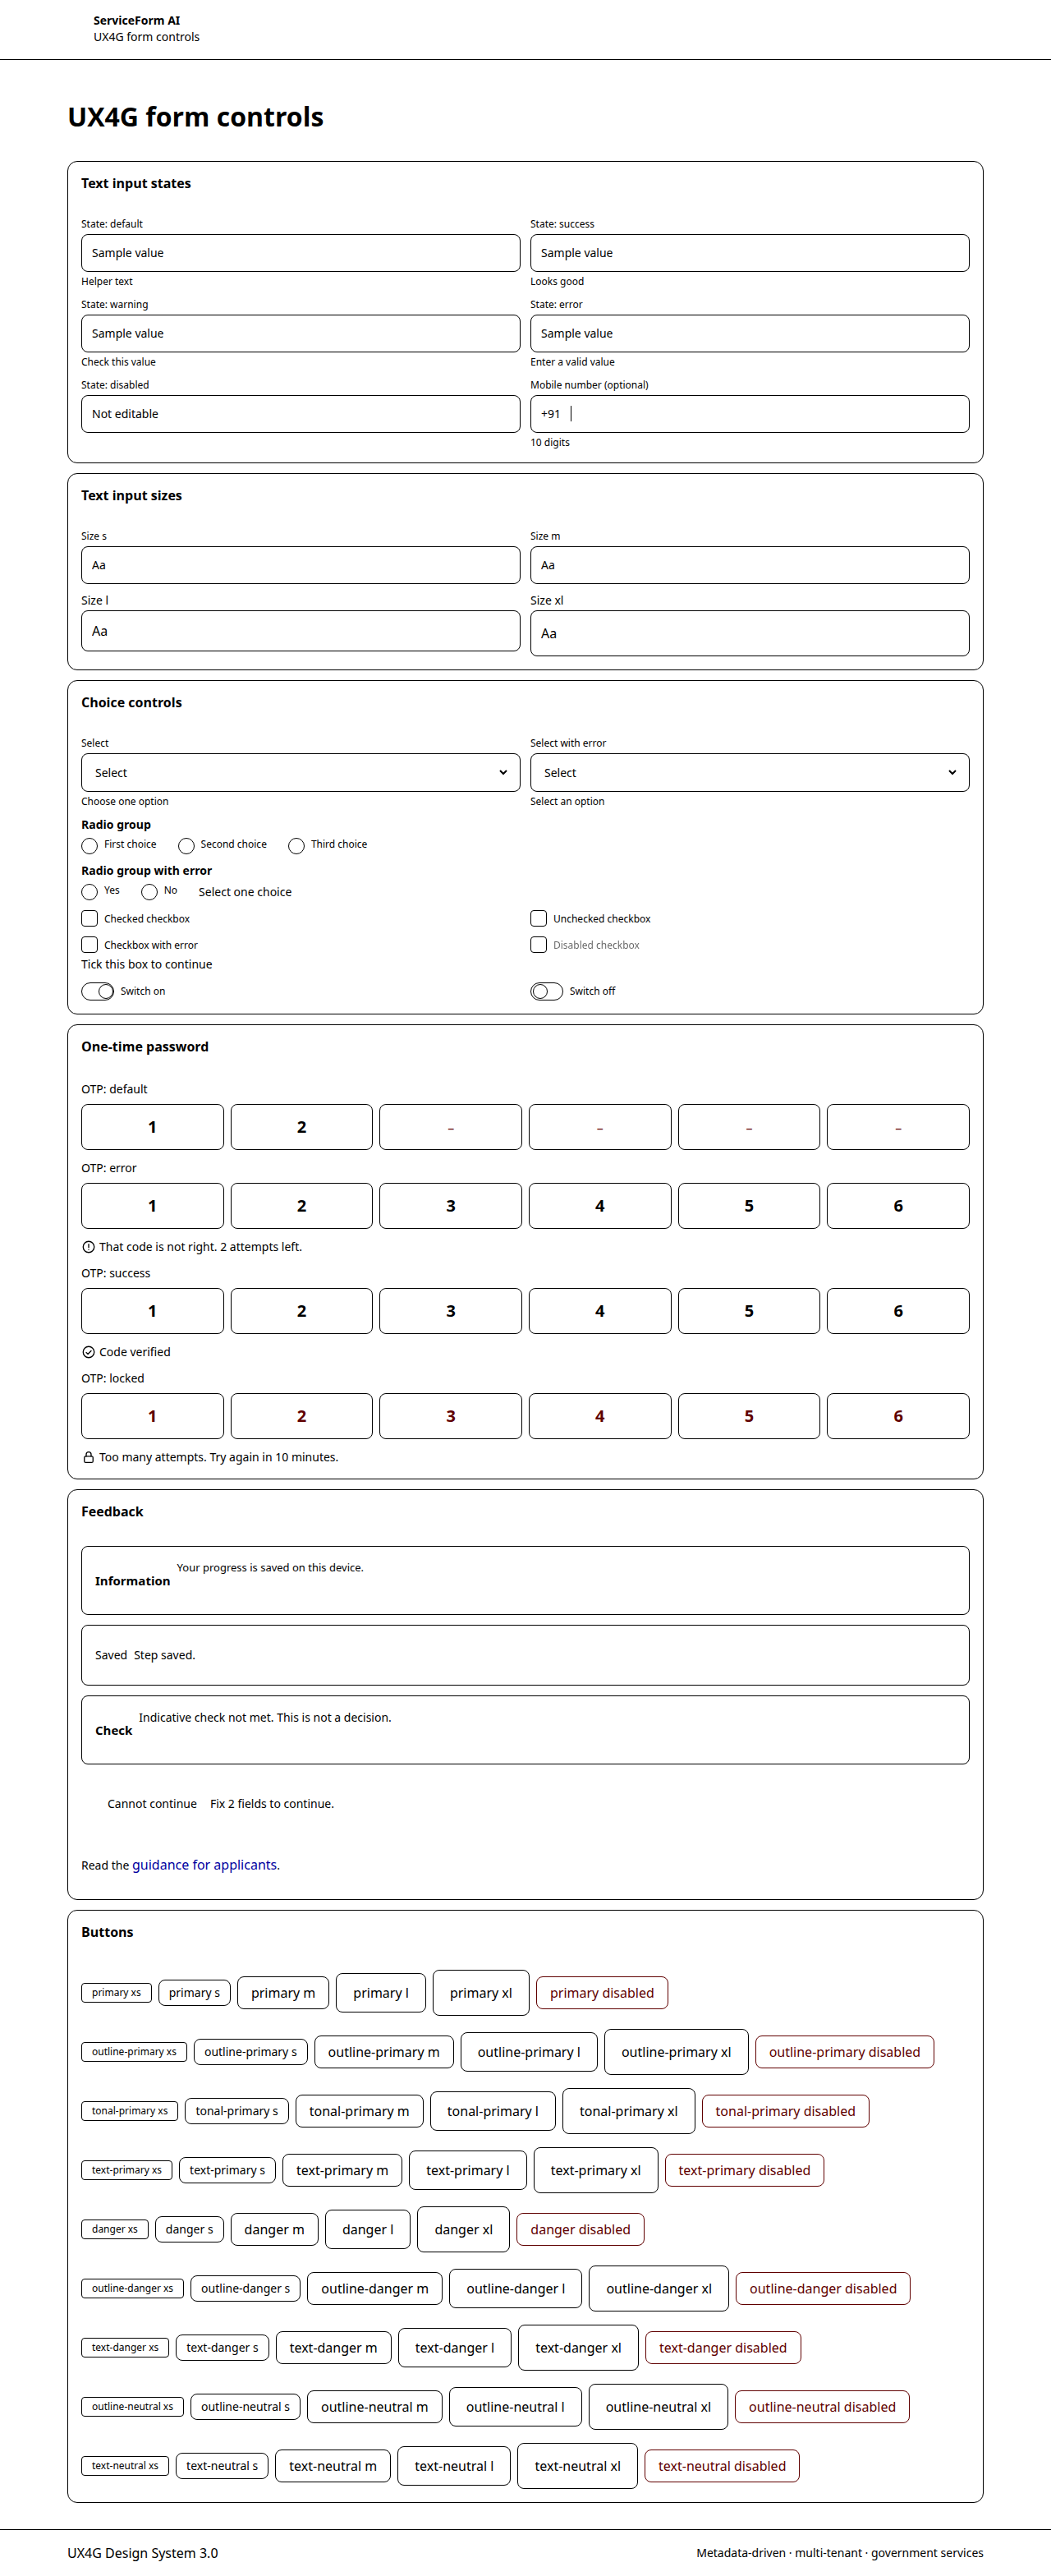 ServiceForm AI
UX4G form controls
UX4G form controls
Text input states
State: default State: success
Sample value Sample value
Helper text Looks good
State: warning State: error
Sample value Sample value
Check this value Enter a valid value
State: disabled Mobile number (optional)
Not editable +91
10 digits
Text input sizes
Size s Size m
Aa Aa
Size l Size xl
Aa Aa
Choice controls
Select Select with error
Select Select
Choose one option Select an option
Radio group
First choice Second choice Third choice
Radio group with error
Yes No Select one choice
Checked checkbox Unchecked checkbox
Checkbox with error Disabled checkbox
Tick this box to continue
Switch on Switch off
One-time password
OTP: default
1 2 – – – –
OTP: error
1 2 3 4 5 6
That code is not right. 2 attempts left.
OTP: success
1 2 3 4 5 6
Code verified
OTP: locked
1 2 3 4 5 6
Too many attempts. Try again in 10 minutes.
Feedback
Information Your progress is saved on this device.
Saved Step saved.
Check Indicative check not met. This is not a decision.
Cannot continue Fix 2 fields to continue.
Read the guidance for applicants.
Buttons
primary xs primary s primary m primary l primary xl primary disabled
outline-primary xs outline-primary s outline-primary m outline-primary l outline-primary xl outline-primary disabled
tonal-primary xs tonal-primary s tonal-primary m tonal-primary l tonal-primary xl tonal-primary disabled
text-primary xs text-primary s text-primary m text-primary l text-primary xl text-primary disabled
danger xs danger s danger m danger l danger xl danger disabled
outline-danger xs outline-danger s outline-danger m outline-danger l outline-danger xl outline-danger disabled
text-danger xs text-danger s text-danger m text-danger l text-danger xl text-danger disabled
outline-neutral xs outline-neutral s outline-neutral m outline-neutral l outline-neutral xl outline-neutral disabled
text-neutral xs text-neutral s text-neutral m text-neutral l text-neutral xl text-neutral disabled
UX4G Design System 3.0 Metadata-driven · multi-tenant · government services